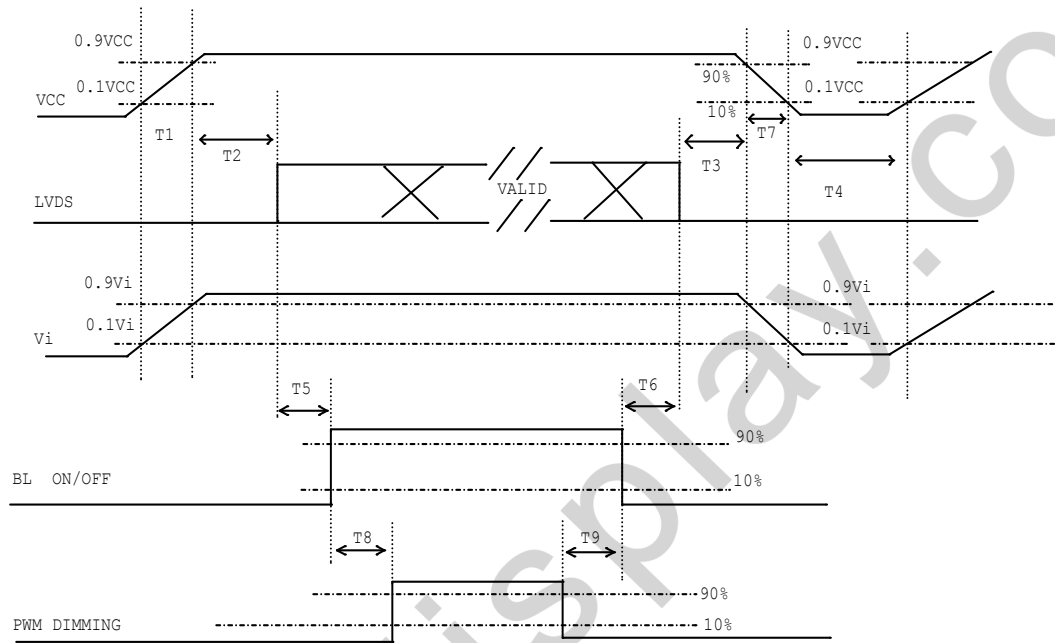 0.9VCC
0.9VCC
90%
0.1VCC
0.1VCC
VCC
10%
T1
T2
T3
T7
T4
LVDS
VALID
0.9Vi
0.9Vi
0.1Vi
0.1Vi
Vi
T5
T6
90%
BL ON/OFF
10%
T8
T9
90%
PWM DIMMING
10%
isplay.co